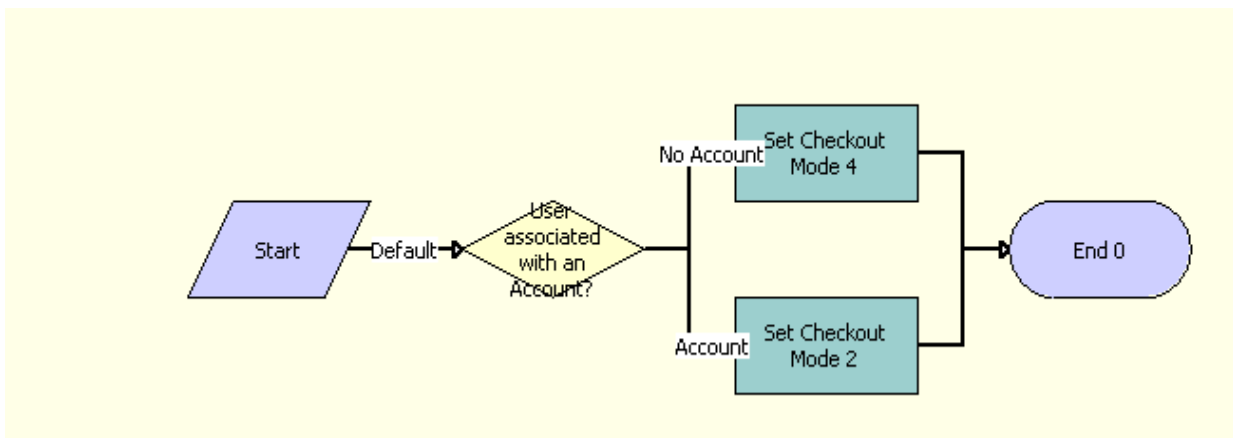 Start
Default
User
associated
with an
Account?
No Account
Set Checkout
Mode 4
Account
Set Checkout
Mode 2
End 0